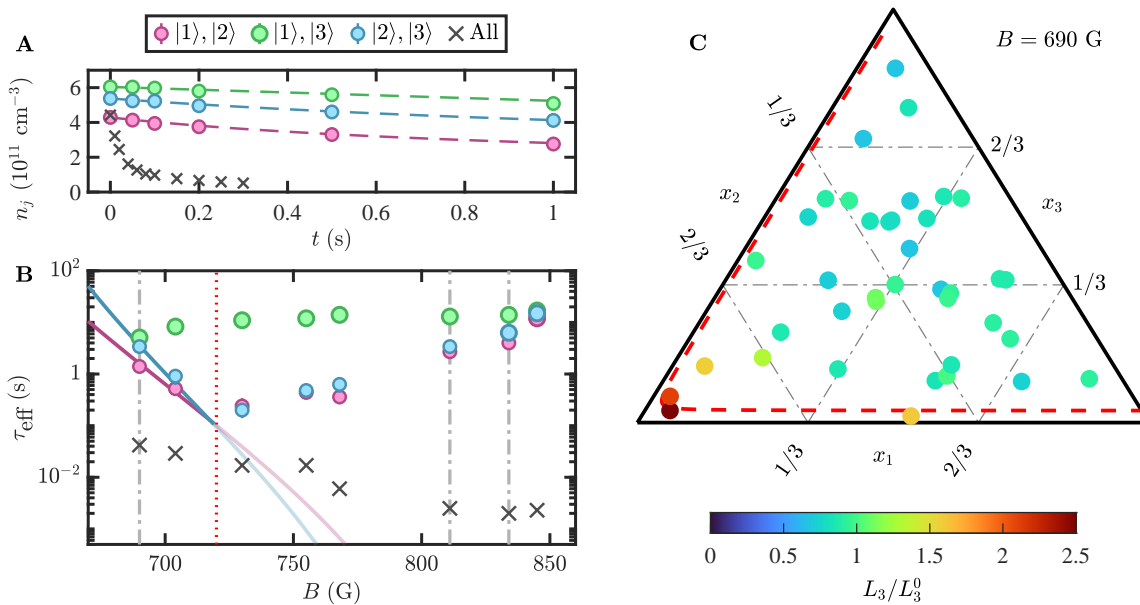 |1⟩, |2⟩ |1⟩, |3⟩ |2⟩, |3⟩ All
A
n_j (10^11 cm^−3)
6
4
2
0
0 0.2 0.4 0.6 0.8 1
t (s)
B
τ_eff (s)
10^2
1
10^−2
700 750 800 850
B (G)
C
B = 690 G
1/3
2/3
x_2
x_3
2/3
1/3
1/3
x_1
2/3
0 0.5 1 1.5 2 2.5
L_3/L_3^0